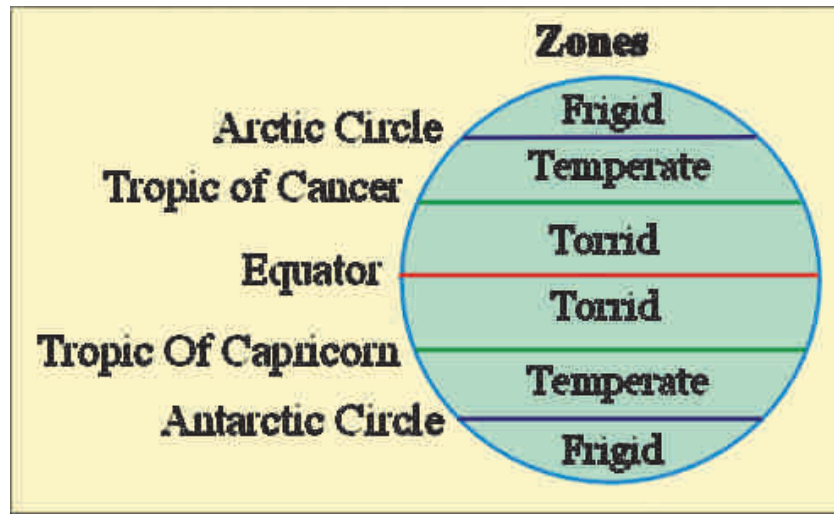 Zones
Frigid
Arctic Circle
Temperate
Tropic of Cancer
Torrid
Equator
Torrid
Tropic Of Capricorn
Temperate
Antarctic Circle
Frigid